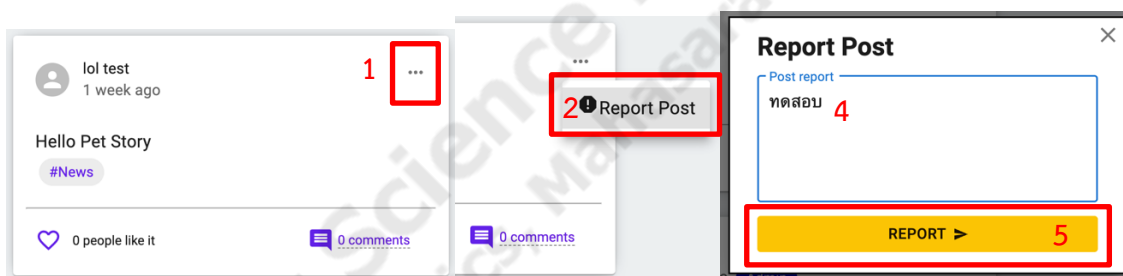 lol test
1 week ago
1
...
Hello Pet Story
#News
0 people like it
0 comments
...
2 Report Post
0 comments
Report Post
Post report
ทดสอบ
4
REPORT
5
Science